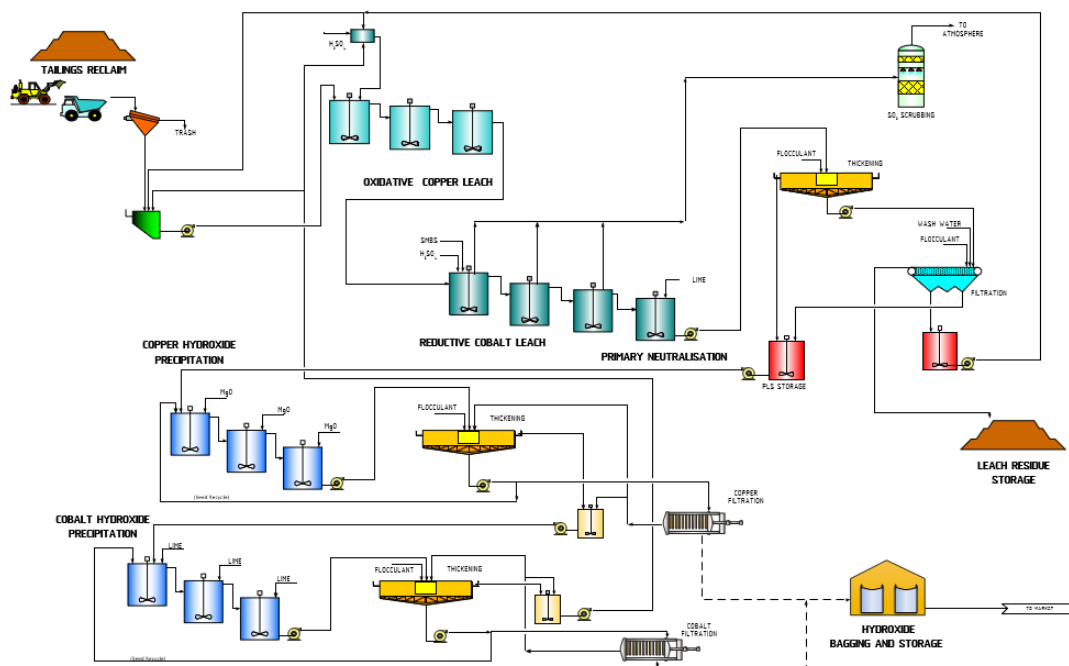 TO
ATMOSPHERE
H₂SO₄
TAILINGS RECLAIM
SO₂ SCRUBBING
TRASH
FLOCCULANT
THICKENING
OXIDATIVE COPPER LEACH
WASH WATER
FLOCCULANT
SMBS
H₂SO₄
LIME
FILTRATION
COPPER HYDROXIDE
PRECIPITATION
REDUCTIVE COBALT LEACH
PRIMARY NEUTRALISATION
PLS STORAGE
MgO
MgO
MgO
FLOCCULANT
THICKENING
LEACH RESIDUE
STORAGE
(Seed Recycle)
COPPER
FILTRATION
COBALT HYDROXIDE
PRECIPITATION
LIME
LIME
LIME
FLOCCULANT
THICKENING
TO MARKET
COBALT
FILTRATION
HYDROXIDE
BAGGING AND STORAGE
(Seed Recycle)